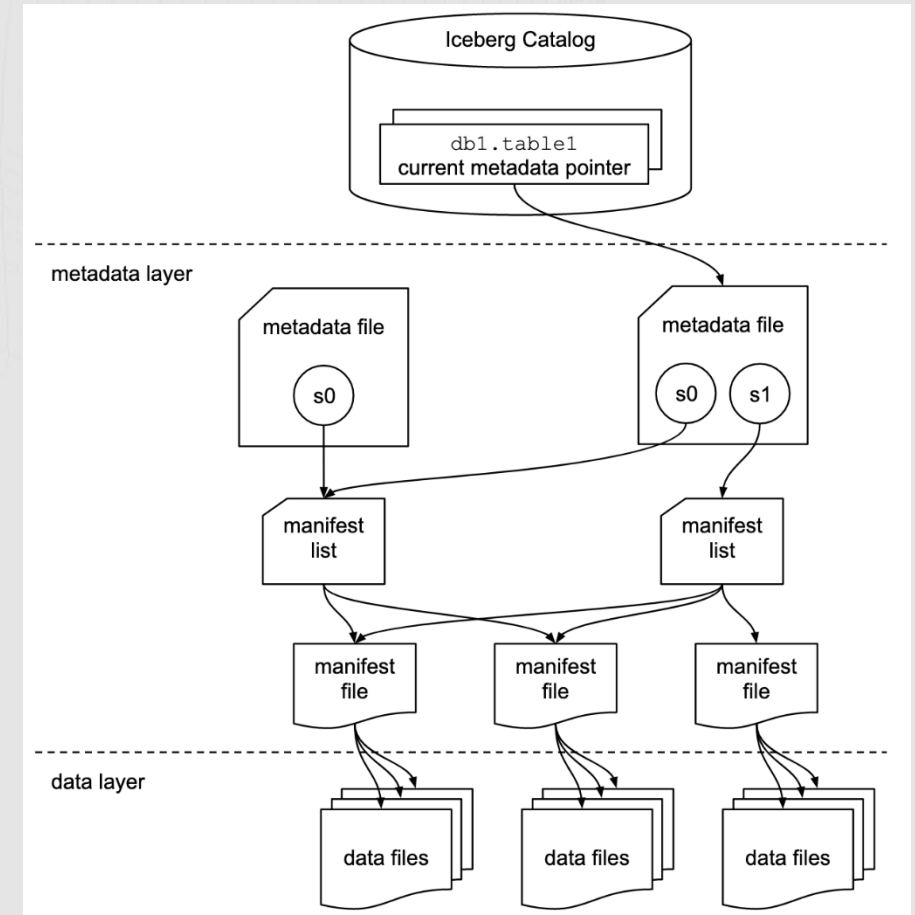 Iceberg Catalog
db1.table1
current metadata pointer
metadata layer
metadata file
metadata file
s0
s0
s1
manifest
list
manifest
list
manifest
file
manifest
file
manifest
file
data layer
data files
data files
data files